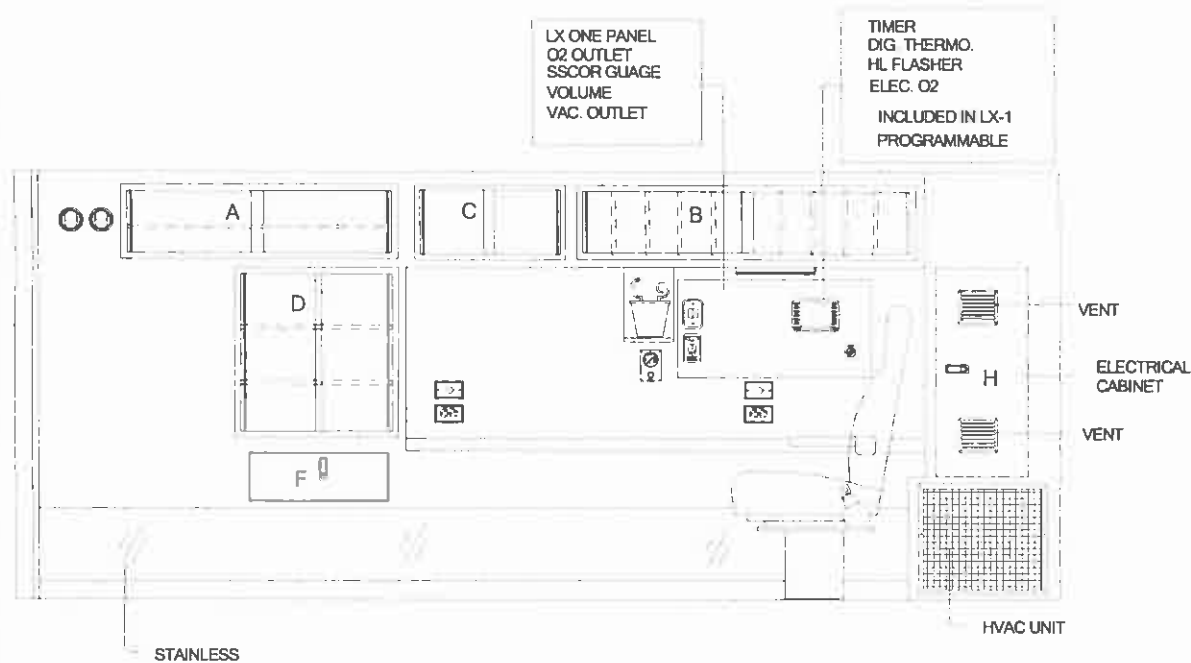 LX ONE PANEL
O2 OUTLET
SSCOR GUAGE
VOLUME
VAC. OUTLET
TIMER
DIG. THERMO.
HL FLASHER
ELEC. O2
INCLUDED IN LX-1
PROGRAMMABLE
A
C
B
D
VENT
ELECTRICAL
CABINET
H
VENT
F
HVAC UNIT
STAINLESS